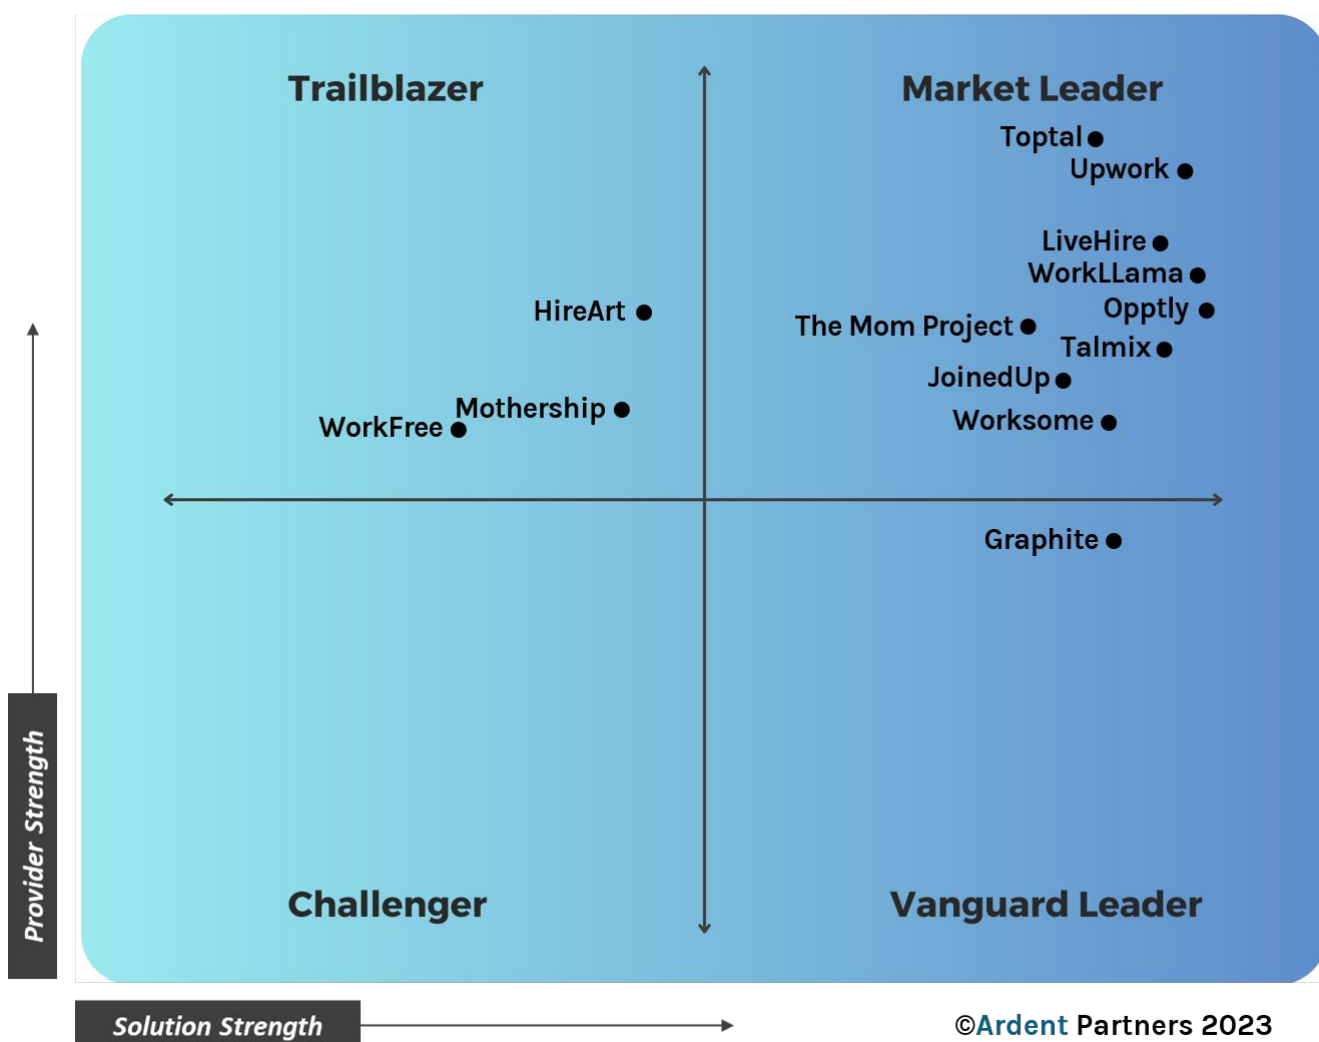 Trailblazer
Market Leader
Toptal
Upwork
LiveHire
WorkLLama
Opptly
HireArt
The Mom Project
Talmix
JoinedUp
Mothership
WorkFree
Worksome
Graphite
Challenger
Vanguard Leader
Provider Strength
Solution Strength
©Ardent Partners 2023